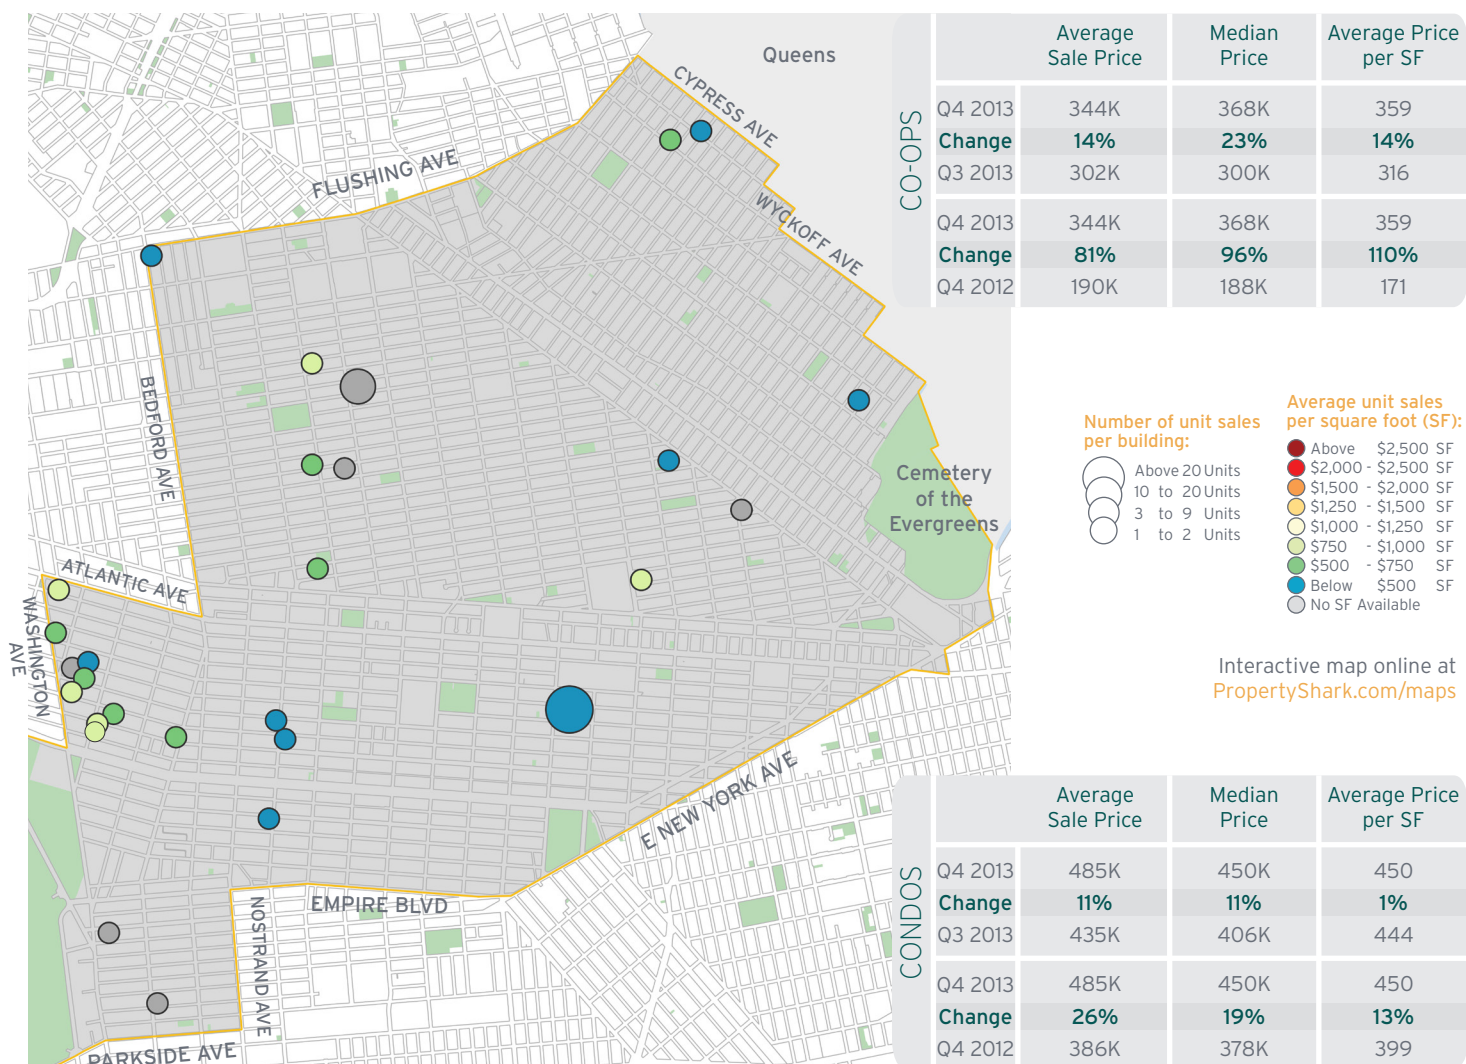 Queens
CYPRESS AVE
FLUSHING AVE
WYCKOFF AVE
BEDFORD AVE
Cemetery
of the
Evergreens
ATLANTIC AVE
WASHINGTON
AVE
E NEW YORK AVE
EMPIRE BLVD
NOSTRAND AVE
PARKSIDE AVE
CO-OPS
Average
Sale Price
Median
Price
Average Price
per SF
Q4 2013 344K 368K 359
Change 14% 23% 14%
Q3 2013 302K 300K 316
Q4 2013 344K 368K 359
Change 81% 96% 110%
Q4 2012 190K 188K 171
Number of unit sales
per building:
Above 20 Units
10 to 20 Units
3 to 9 Units
1 to 2 Units
Average unit sales
per square foot (SF):
Above $2,500 SF
$2,000 - $2,500 SF
$1,500 - $2,000 SF
$1,250 - $1,500 SF
$1,000 - $1,250 SF
$750 - $1,000 SF
$500 - $750 SF
Below $500 SF
No SF Available
Interactive map online at
PropertyShark.com/maps
CONDOS
Average
Sale Price
Median
Price
Average Price
per SF
Q4 2013 485K 450K 450
Change 11% 11% 1%
Q3 2013 435K 406K 444
Q4 2013 485K 450K 450
Change 26% 19% 13%
Q4 2012 386K 378K 399